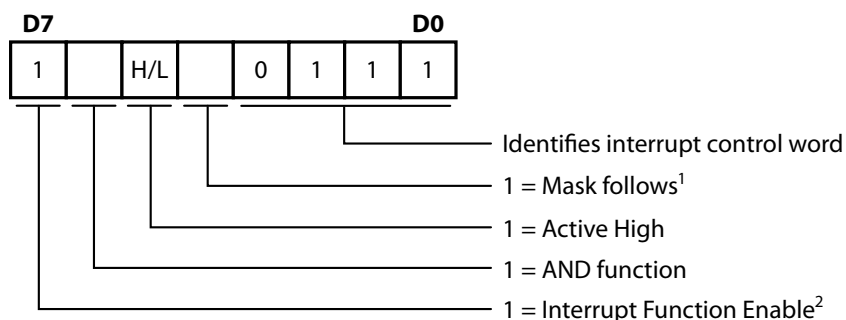 D7 D0
1 H/L 0 1 1 1
Identifies interrupt control word
1 = Mask follows¹
1 = Active High
1 = AND function
1 = Interrupt Function Enable²